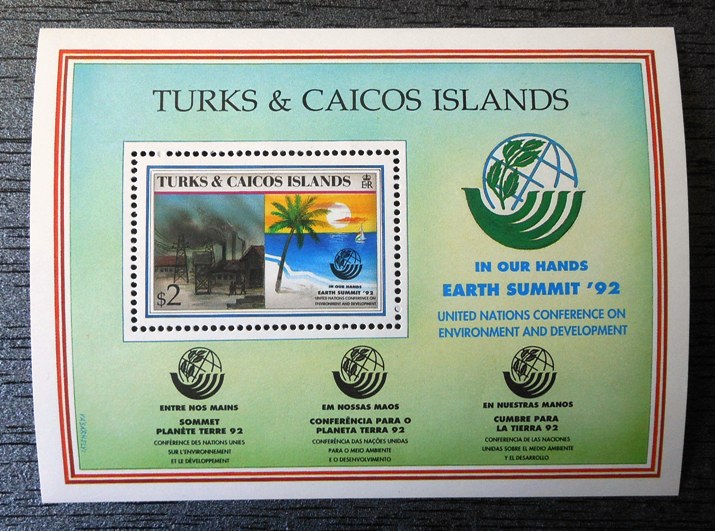 TURKS & CAICOS ISLANDS
TURKS & CAICOS ISLANDS
ER
$2
IN OUR HANDS
EARTH SUMMIT '92
UNITED NATIONS CONFERENCE ON
ENVIRONMENT AND DEVELOPMENT
IN OUR HANDS
EARTH SUMMIT '92
UNITED NATIONS CONFERENCE ON
ENVIRONMENT AND DEVELOPMENT
ENTRE NOS MAINS
SOMMET
PLANÈTE TERRE 92
CONFÉRENCE DES NATIONS UNIES
SUR L'ENVIRONNEMENT
ET LE DÉVELOPPEMENT
EM NOSSAS MAOS
CONFERÊNCIA PARA O
PLANETA TERRA 92
CONFERÊNCIA DAS NAÇÕES UNIDAS
PARA O MEIO AMBIENTE
E O DESENVOLVIMENTO
EN NUESTRAS MANOS
CUMBRE PARA
LA TIERRA 92
CONFERENCIA DE LAS NACIONES
UNIDAS SOBRE EL MEDIO AMBIENTE
Y EL DESARROLLO